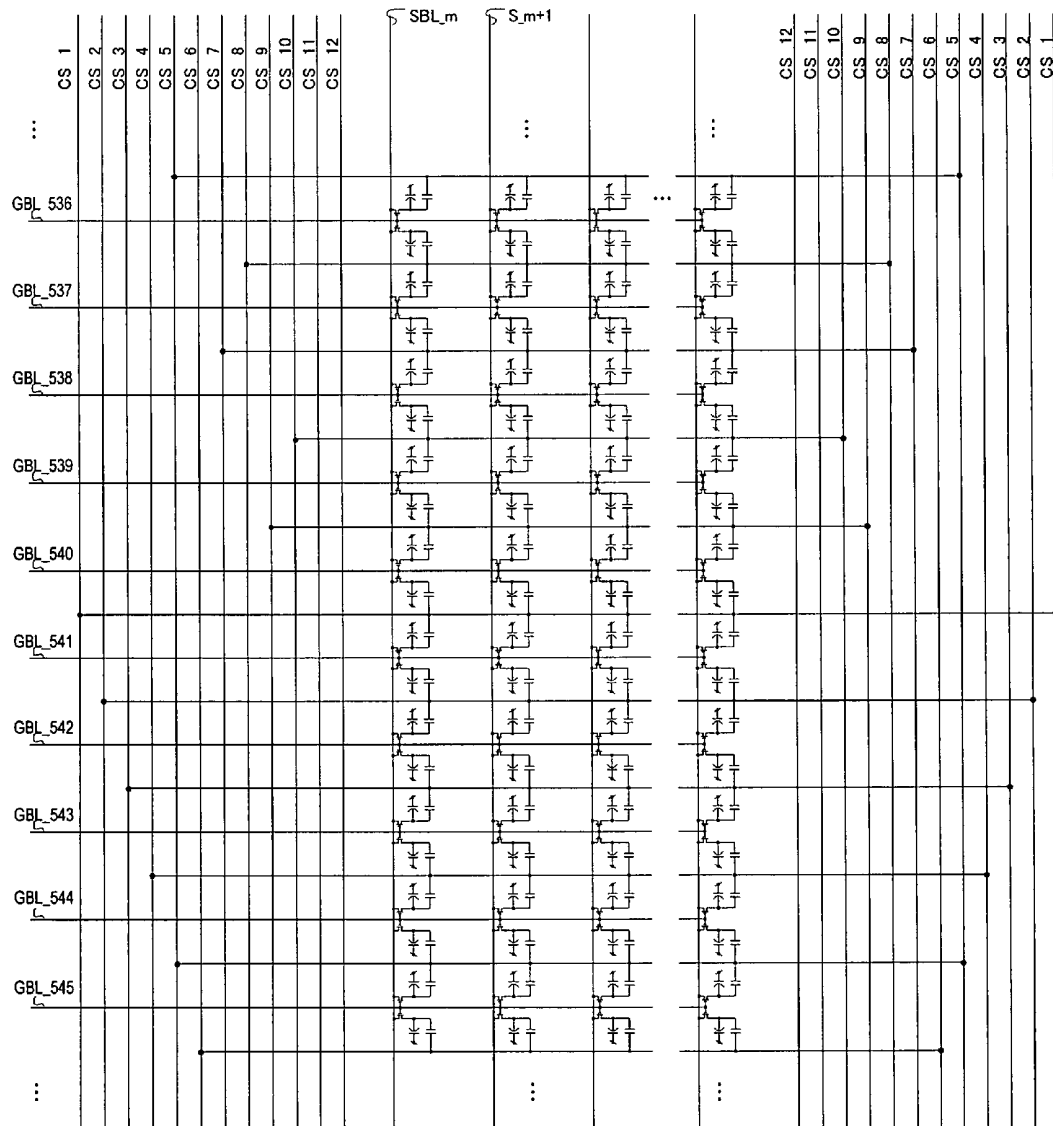 CS 1
CS 2
CS 3
CS 4
CS 5
CS 6
CS 7
CS 8
CS 9
CS 10
CS 11
CS 12
SBL_m
S_m+1
CS 12
CS 11
CS 10
CS 9
CS 8
CS 7
CS 6
CS 5
CS 4
CS 3
CS 2
CS 1
...
...
...
GBL_536
...
GBL_537
GBL_538
GBL_539
GBL_540
GBL_541
GBL_542
GBL_543
GBL_544
GBL_545
...
...
...